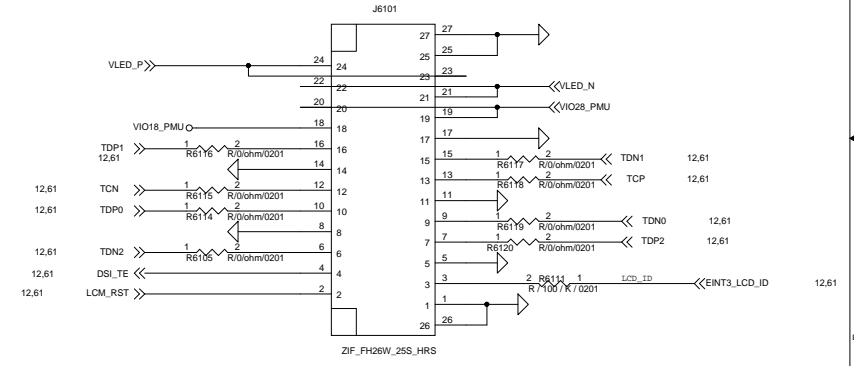 J6101
27 27
25 25
VLED_P 24 24 23 23
22 22 21 21 VLED_N
20 20 19 19 VIO28_PMU
VIO18_PMU 18 18 17 17
TDP1 12,61 1 R6116 2 R/0/ohm/0201 16 16 15 15 1 R6117 2 R/0/ohm/0201 TDN1 12,61
14 14 13 13 1 R6118 2 R/0/ohm/0201 TCP 12,61
12,61 TCN 1 R6115 2 R/0/ohm/0201 12 12 11 11
12,61 TDP0 1 R6114 2 R/0/ohm/0201 10 10 9 9 1 R6119 2 R/0/ohm/0201 TDN0 12,61
8 8 7 7 1 R6120 2 R/0/ohm/0201 TDP2 12,61
12,61 TDN2 1 R6105 2 R/0/ohm/0201 6 6 5 5
12,61 DSI_TE 4 4 3 3 2 R6111 1 R / 100 / K / 0201 LCD_ID EINT3_LCD_ID 12,61
12,61 LCM_RST 2 2 1 1
26 26
ZIF_FH26W_25S_HRS